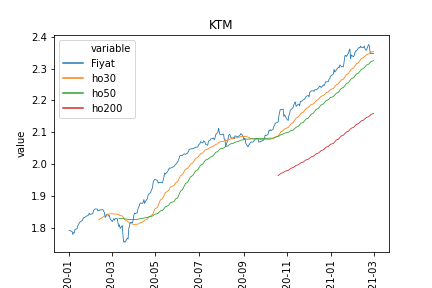 KTM
variable
Fiyat
ho30
ho50
ho200
value
2.4
2.3
2.2
2.1
2.0
1.9
1.8
20-01
20-03
20-05
20-07
20-09
20-11
21-01
21-03